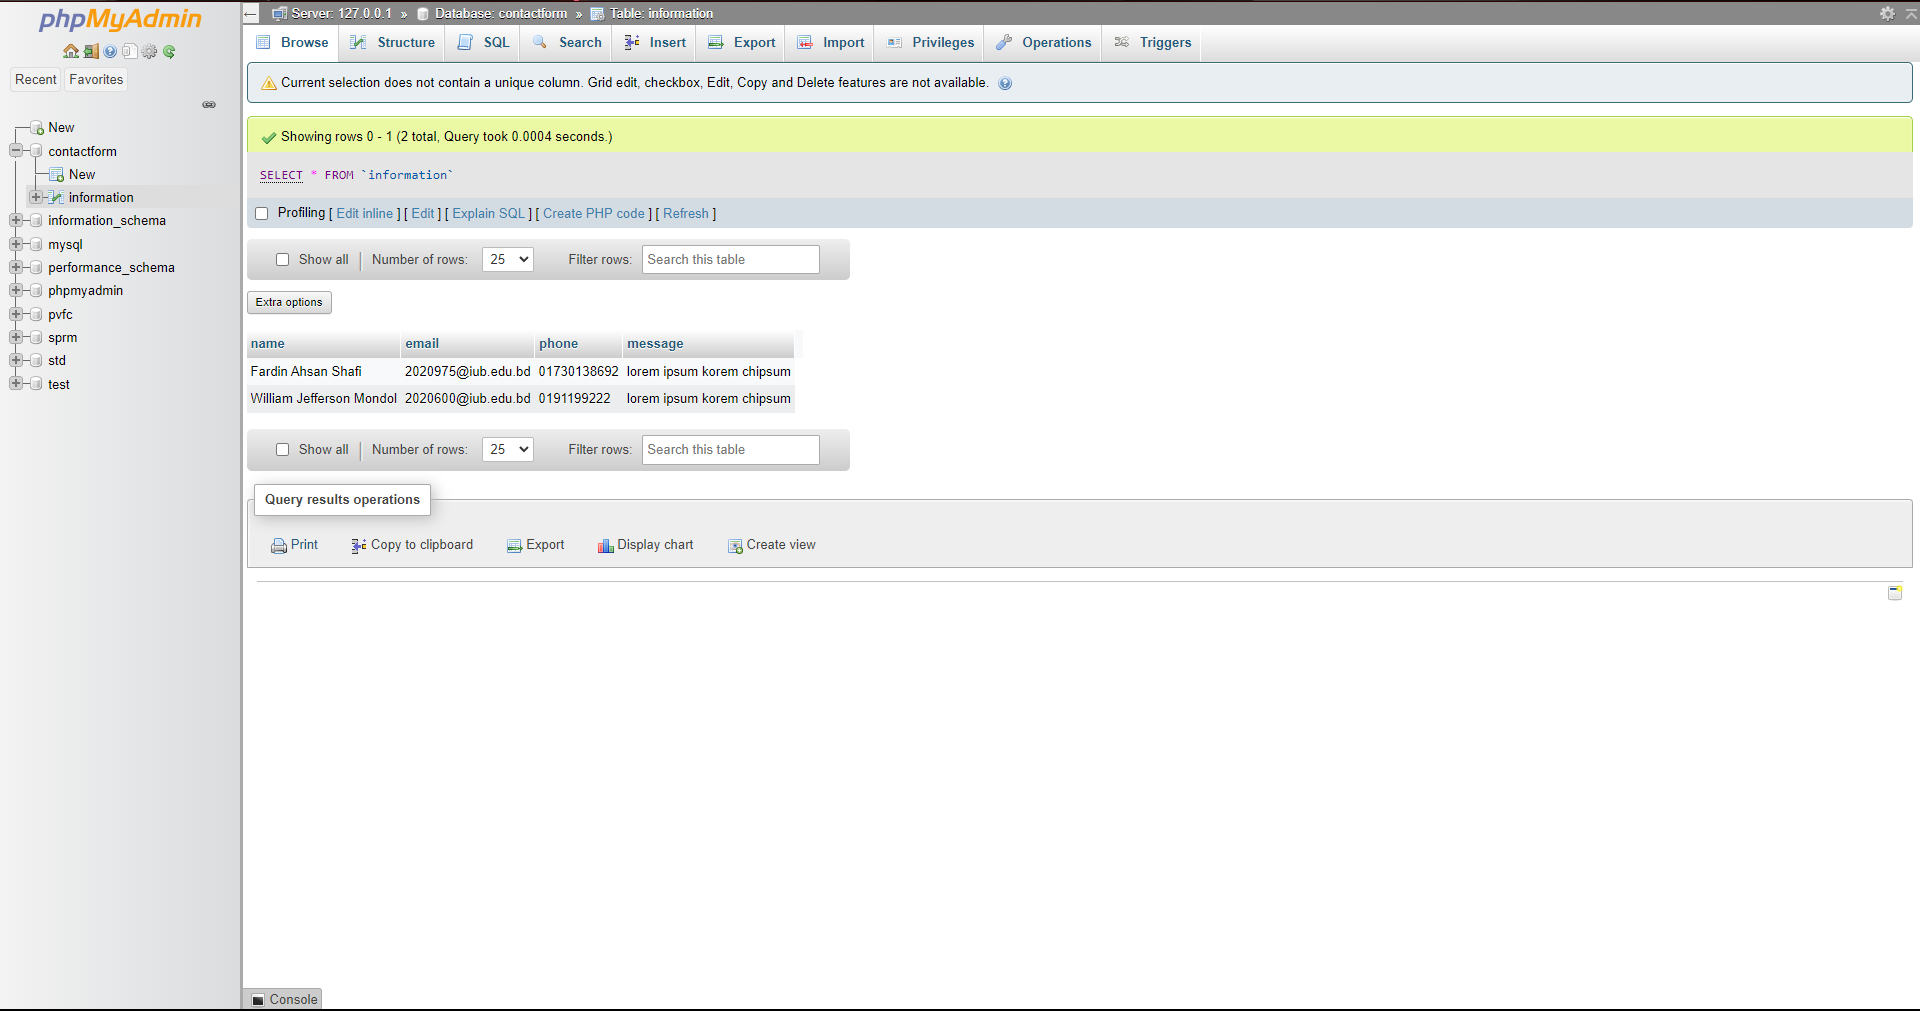 phpMyAdmin
Recent Favorites
New
contactform
New
information
information_schema
mysql
performance_schema
phpmyadmin
pvfc
sprm
std
test
Server: 127.0.0.1 » Database: contactform » Table: information
Browse Structure SQL Search Insert Export Import Privileges Operations Triggers
Current selection does not contain a unique column. Grid edit, checkbox, Edit, Copy and Delete features are not available.
Showing rows 0 - 1 (2 total, Query took 0.0004 seconds.)
SELECT * FROM `information`
Profiling [ Edit inline ] [ Edit ] [ Explain SQL ] [ Create PHP code ] [ Refresh ]
Show all | Number of rows: 25 Filter rows: Search this table
Extra options
name email phone message
Fardin Ahsan Shafi 2020975@iub.edu.bd 01730138692 lorem ipsum korem chipsum
William Jefferson Mondol 2020600@iub.edu.bd 0191199222 lorem ipsum korem chipsum
Show all | Number of rows: 25 Filter rows: Search this table
Query results operations
Print Copy to clipboard Export Display chart Create view
Console